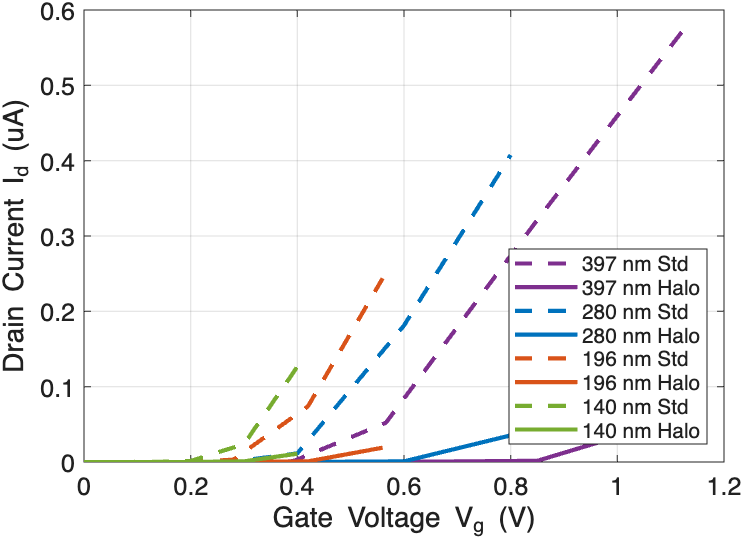 0.6
0.5
0.4
0.3
0.2
0.1
0
Drain Current Id (uA)
397 nm Std
397 nm Halo
280 nm Std
280 nm Halo
196 nm Std
196 nm Halo
140 nm Std
140 nm Halo
0 0.2 0.4 0.6 0.8 1 1.2
Gate Voltage Vg (V)